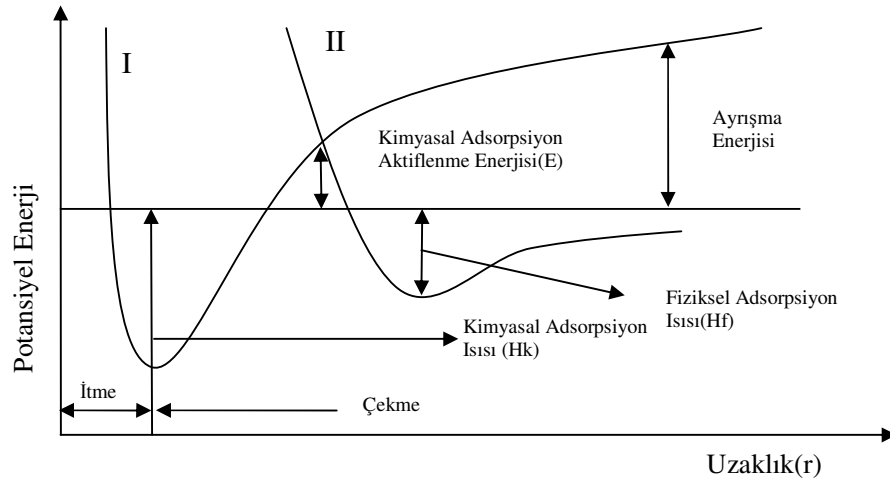 I
II
Ayrışma
Enerjisi
Kimyasal Adsorpsiyon
Aktiflenme Enerjisi(E)
Potansiyel Enerji
Fiziksel Adsorpsiyon
Isısı(Hf)
Kimyasal Adsorpsiyon
Isısı (Hk)
İtme
Çekme
Uzaklık(r)